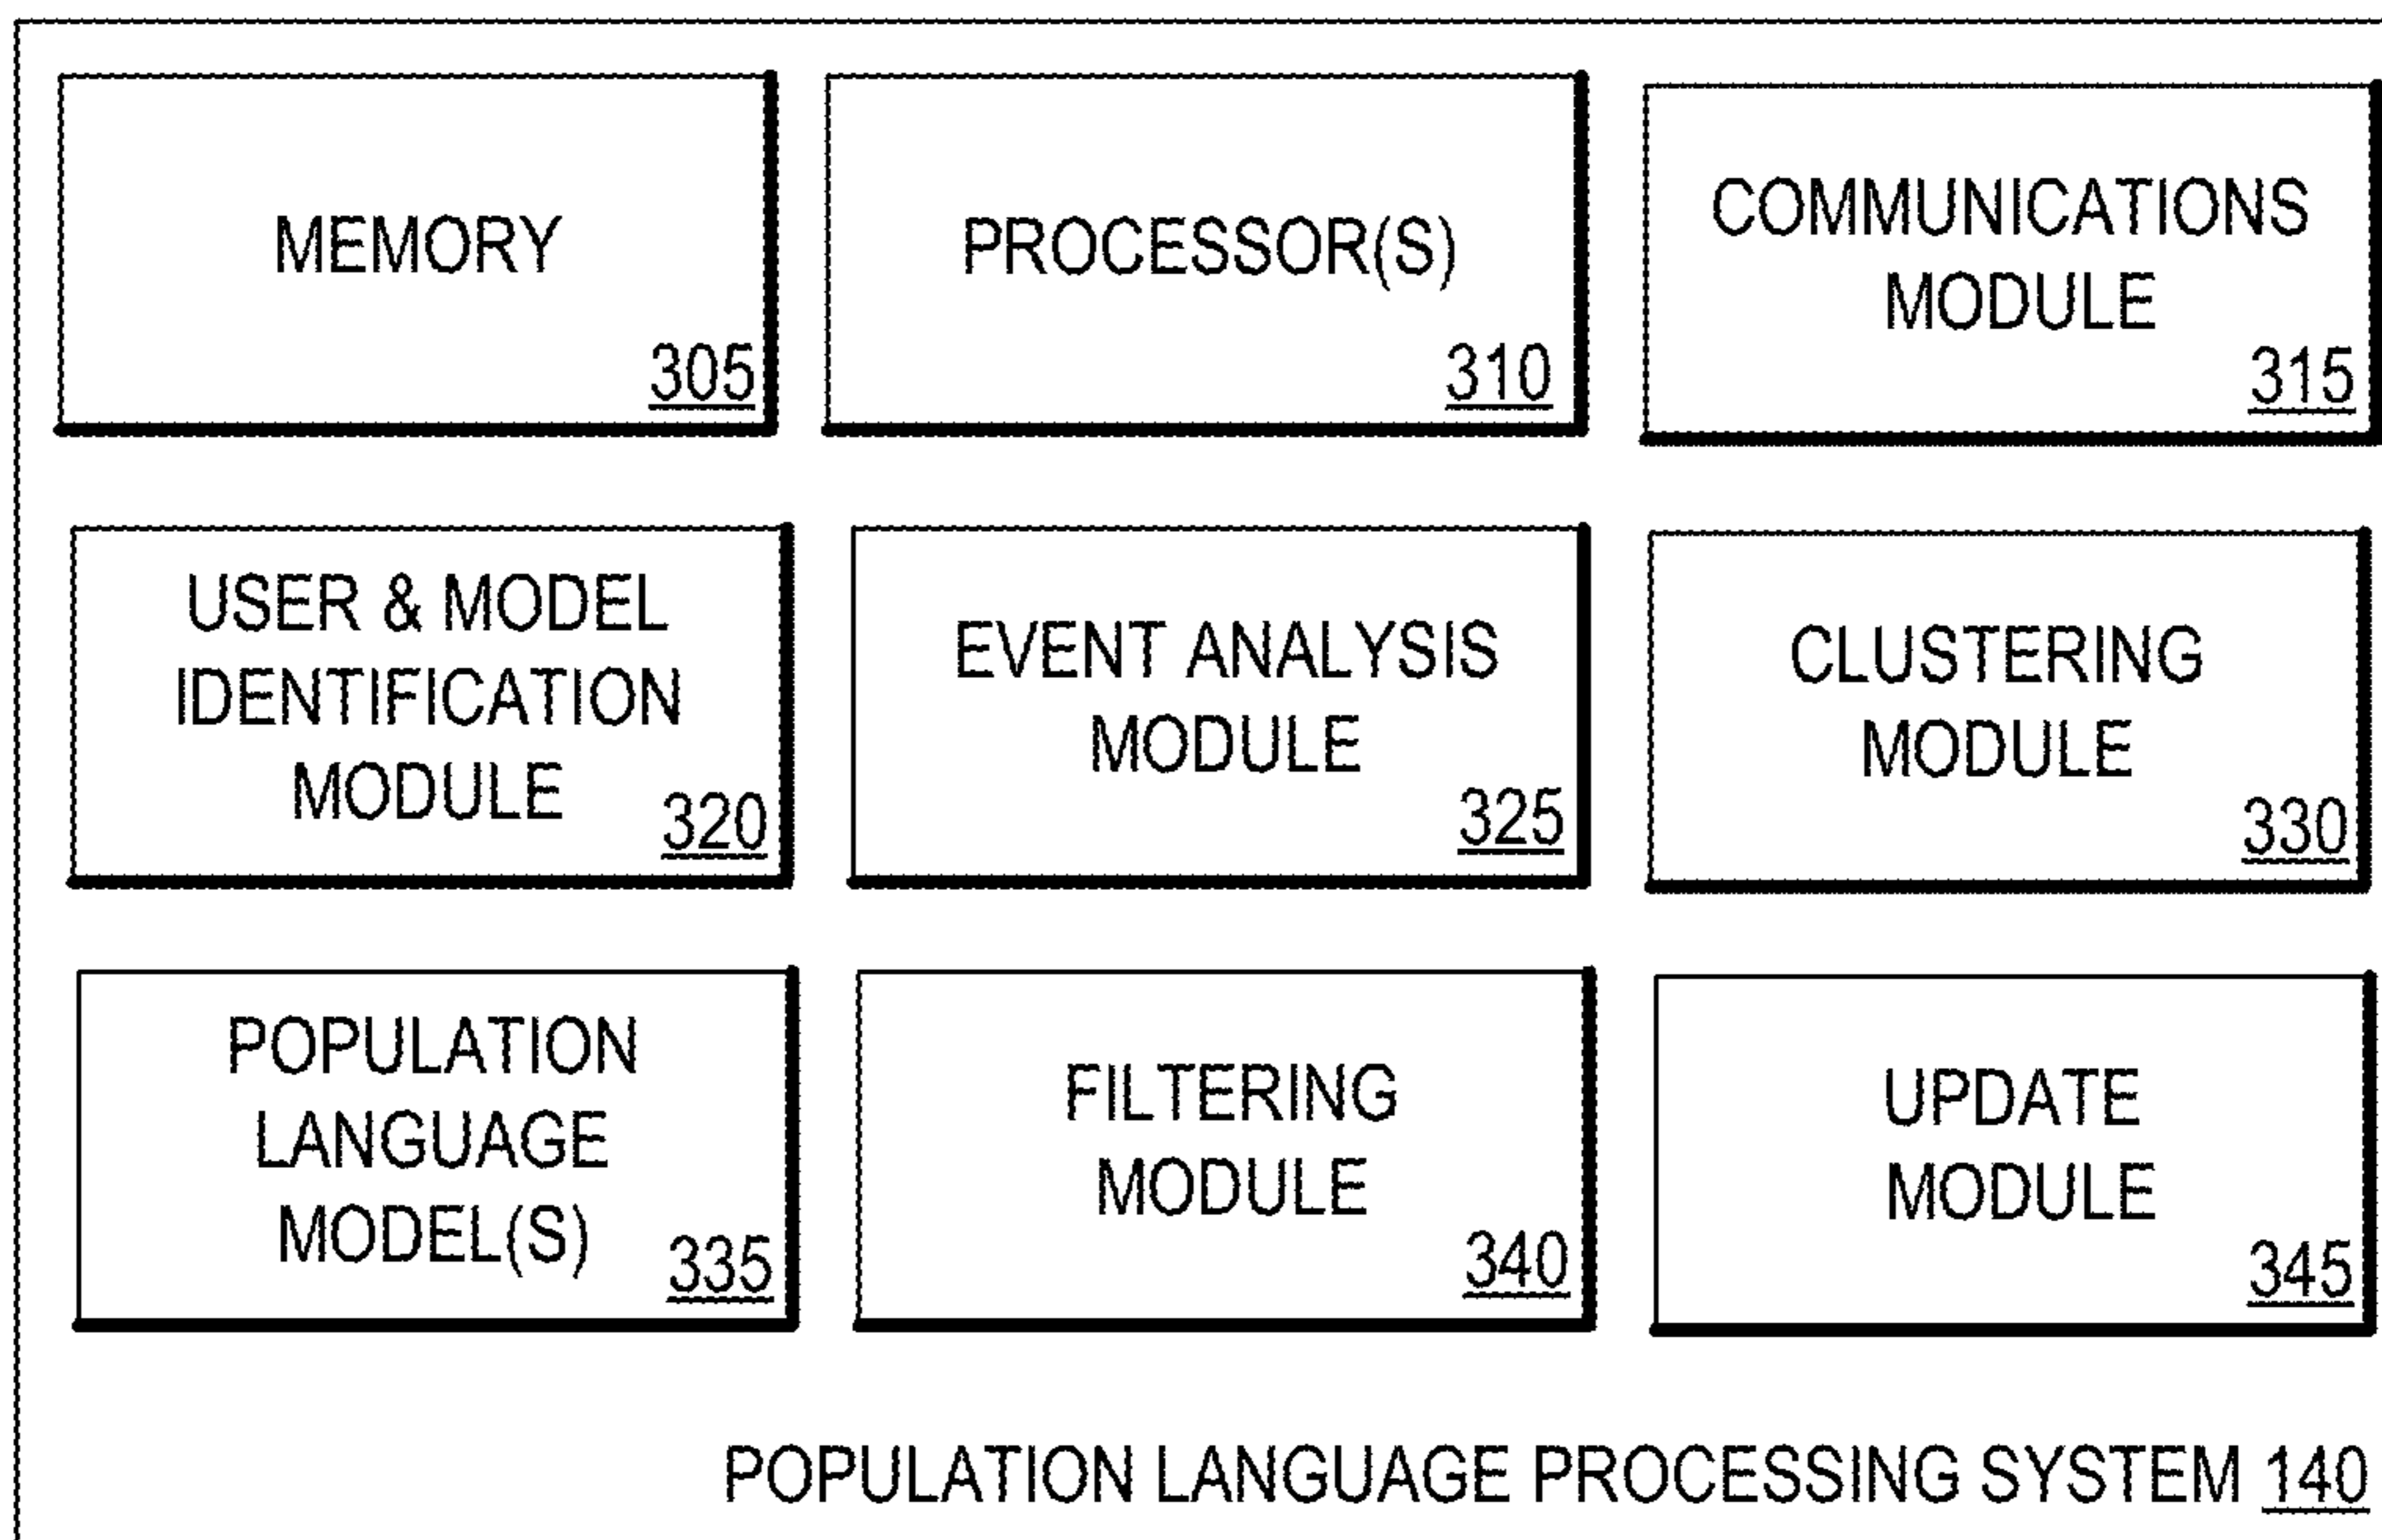 MEMORY
305
PROCESSOR(S)
310
COMMUNICATIONS
MODULE
315
USER & MODEL
IDENTIFICATION
MODULE
320
EVENT ANALYSIS
MODULE
325
CLUSTERING
MODULE
330
POPULATION
LANGUAGE
MODEL(S)
335
FILTERING
MODULE
340
UPDATE
MODULE
345
POPULATION LANGUAGE PROCESSING SYSTEM 140